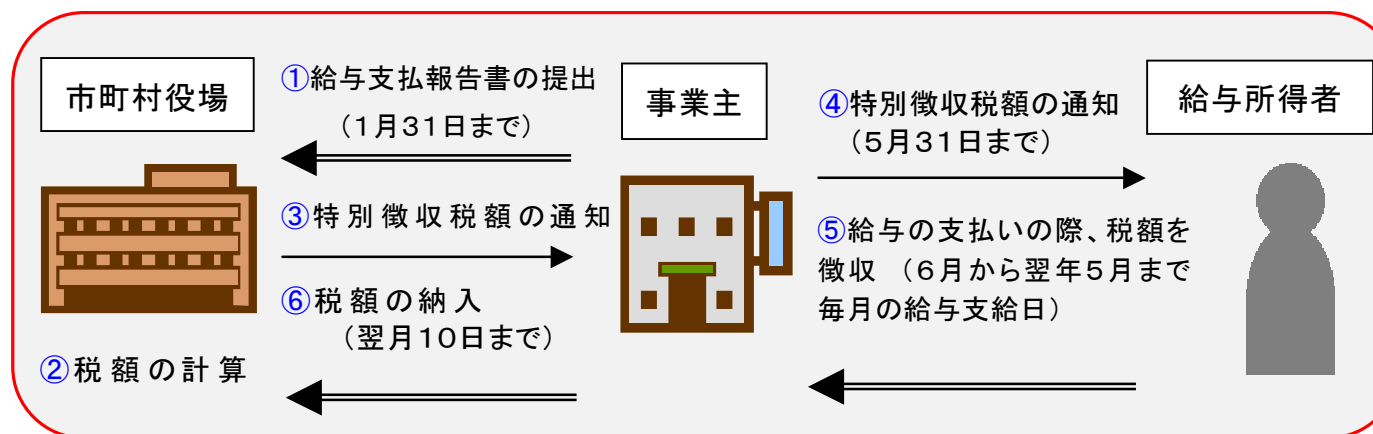 市町村役場
①給与支払報告書の提出
（1月31日まで）
③特別徴収税額の通知
⑥税額の納入
（翌月10日まで）
②税額の計算
事業主
④特別徴収税額の通知
（5月31日まで）
⑤給与の支払いの際、税額を
徴収 （6月から翌年5月まで
毎月の給与支給日）
給与所得者